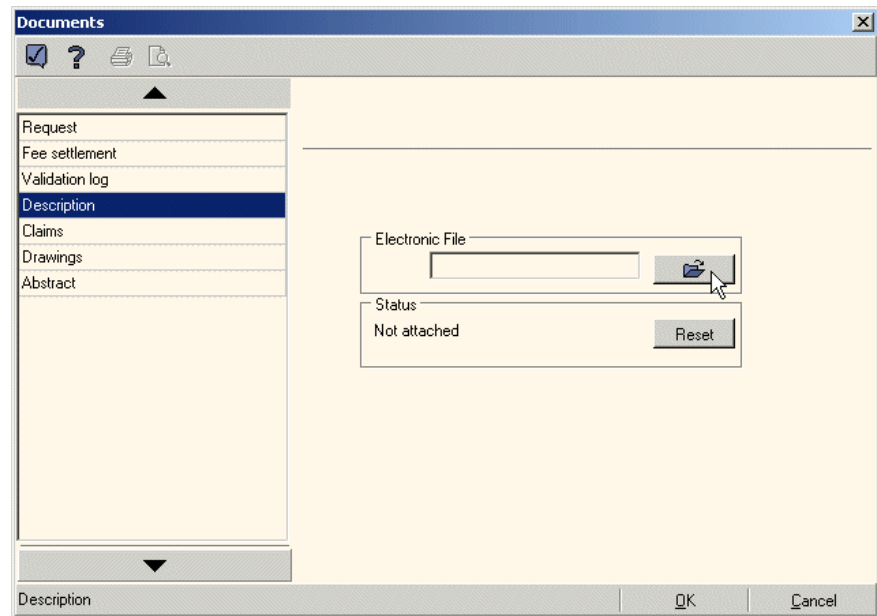 Documents
Request
Fee settlement
Validation log
Description
Claims
Drawings
Abstract
Electronic File
Status
Not attached
Reset
Description
OK
Cancel